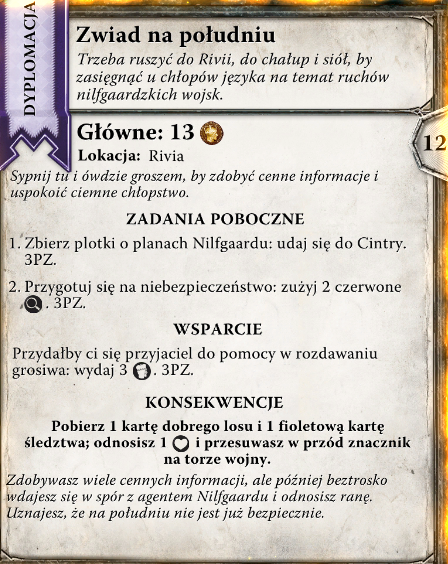 DYPLOMACJA
Zwiad na południu
Trzeba ruszyć do Rivii, do chałup i siół, by
zasięgnąć u chłopów języka na temat ruchów
nilfgaardzkich wojsk.
Główne: 13
12
Lokacja: Rivia
Sypnij tu i ówdzie groszem, by zdobyć cenne informacje i
uspokoić ciemne chłopstwo.
ZADANIA POBOCZNE
1. Zbierz plotki o planach Nilfgaardu: udaj się do Cintry.
3PZ.
2. Przygotuj się na niebezpieczeństwo: zużyj 2 czerwone
. 3PZ.
WSPARCIE
Przydałby ci się przyjaciel do pomocy w rozdawaniu
grosiwa: wydaj 3 . 3PZ.
KONSEKWENCJE
Pobierz 1 kartę dobrego losu i 1 fioletową kartę
śledztwa; odnosisz 1 i przesuwasz w przód znacznik
na torze wojny.
Zdobywasz wiele cennych informacji, ale później beztrosko
wdajesz się w spór z agentem Nilfgaardu i odnosisz ranę.
Uznajesz, że na południu nie jest już bezpiecznie.